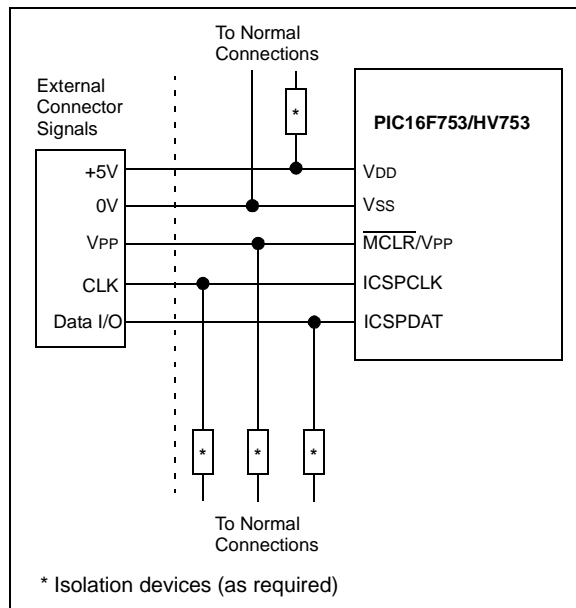 To Normal
Connections
External
Connector
Signals
*
PIC16F753/HV753
+5V
VDD
0V
VSS
VPP
MCLR/VPP
CLK
ICSPCLK
Data I/O
ICSPDAT
* * *
To Normal
Connections
* Isolation devices (as required)